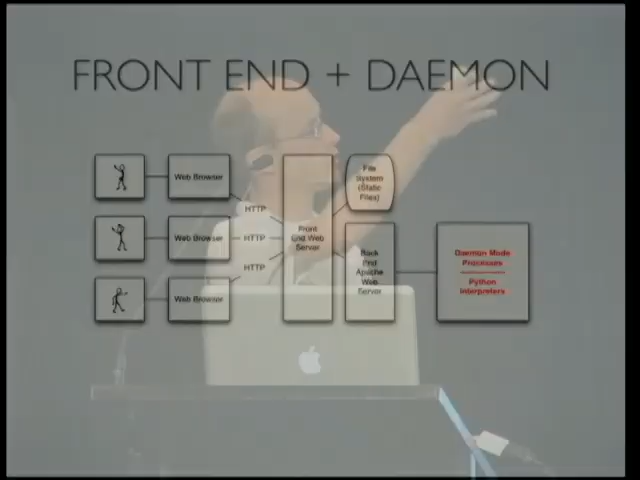 FRONT END + DAEMON
Web Browser
Web Browser
Web Browser
HTTP
HTTP
HTTP
Front
End Web
Server
File
system
(Static
Files)
Back
End
Apache
Web
Server
Daemon Mode
Processes
Python
Interpreters